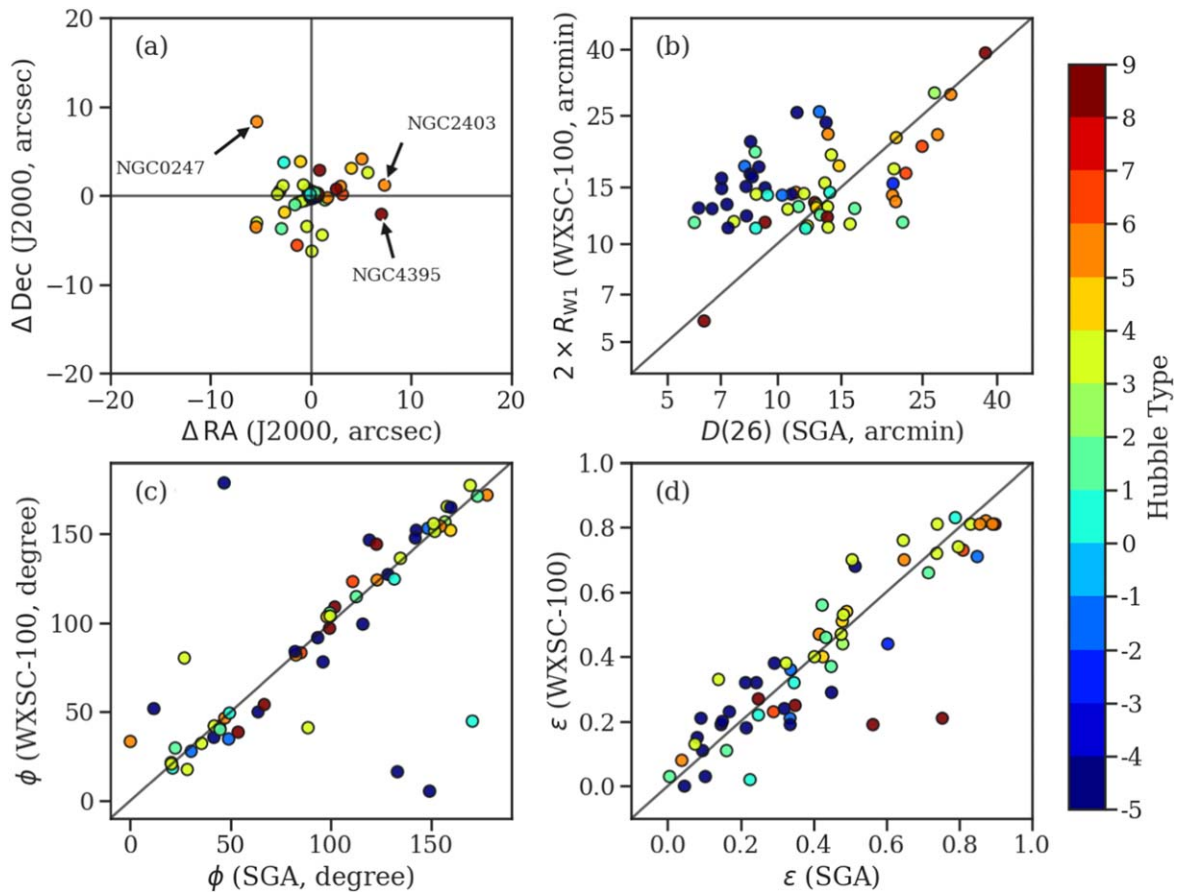 (a)
20
10
0
−10
−20
−20 −10 0 10 20
Δ Dec (J2000, arcsec)
Δ RA (J2000, arcsec)
NGC0247
NGC2403
NGC4395
(b)
40
25
15
10
7
5
5 7 10 15 25 40
2 × R_W1 (WXSC-100, arcmin)
D(26) (SGA, arcmin)
(c)
150
100
50
0
0 50 100 150
ϕ (WXSC-100, degree)
ϕ (SGA, degree)
(d)
1.0
0.8
0.6
0.4
0.2
0.0
0.0 0.2 0.4 0.6 0.8 1.0
ε (WXSC-100)
ε (SGA)
9
8
7
6
5
4
3
2
1
0
-1
-2
-3
-4
-5
Hubble Type